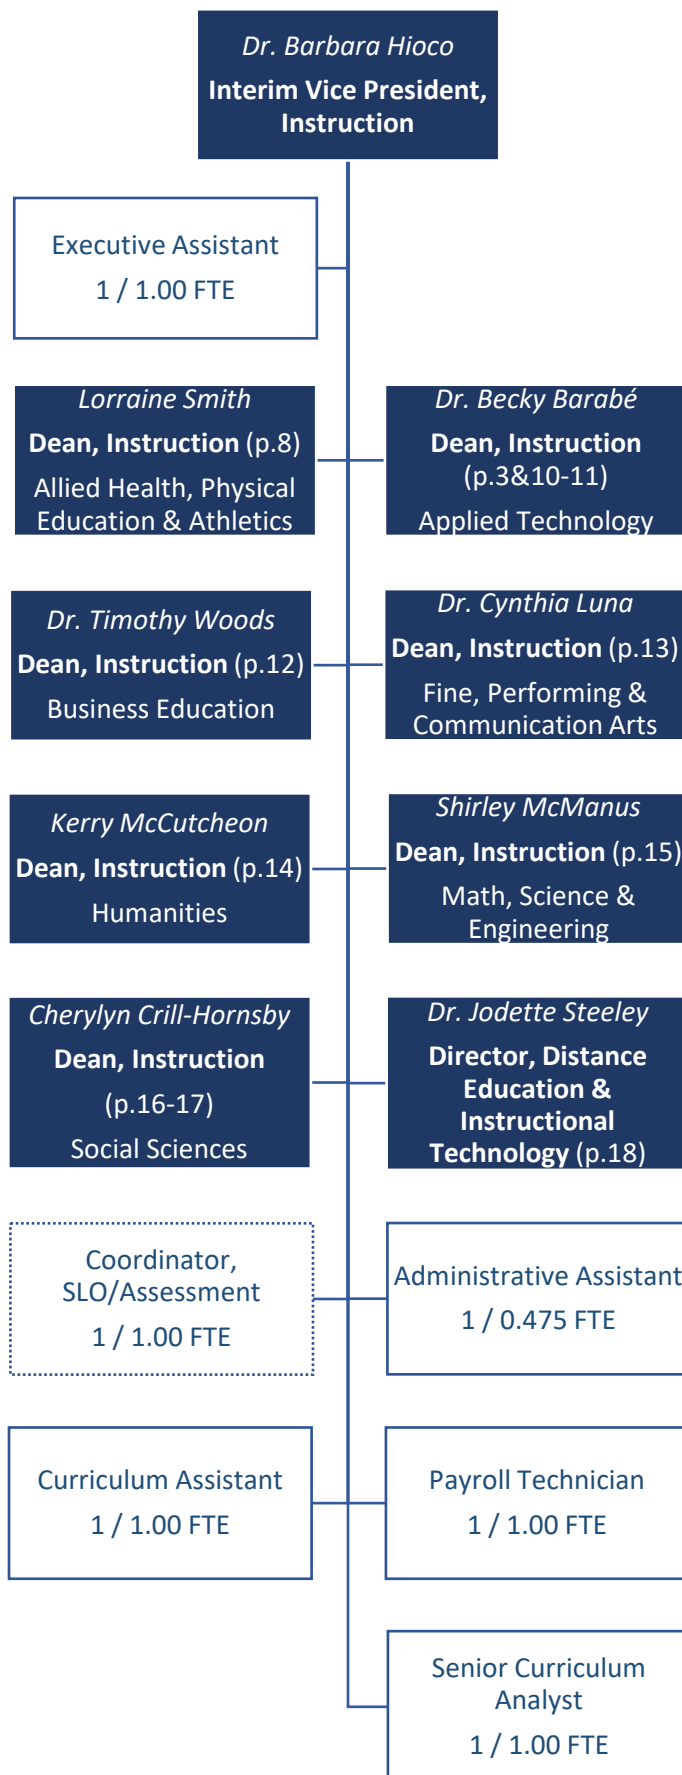 Dr. Barbara Hioco
Interim Vice President,
Instruction
Executive Assistant
1 / 1.00 FTE
Lorraine Smith
Dean, Instruction (p.8)
Allied Health, Physical
Education & Athletics
Dr. Becky Barabé
Dean, Instruction
(p.3&10-11)
Applied Technology
Dr. Timothy Woods
Dean, Instruction (p.12)
Business Education
Dr. Cynthia Luna
Dean, Instruction (p.13)
Fine, Performing &
Communication Arts
Kerry McCutcheon
Dean, Instruction (p.14)
Humanities
Shirley McManus
Dean, Instruction (p.15)
Math, Science &
Engineering
Cherylyn Crill-Hornsby
Dean, Instruction
(p.16-17)
Social Sciences
Dr. Jodette Steeley
Director, Distance
Education &
Instructional
Technology (p.18)
Coordinator,
SLO/Assessment
1 / 1.00 FTE
Administrative Assistant
1 / 0.475 FTE
Curriculum Assistant
1 / 1.00 FTE
Payroll Technician
1 / 1.00 FTE
Senior Curriculum
Analyst
1 / 1.00 FTE